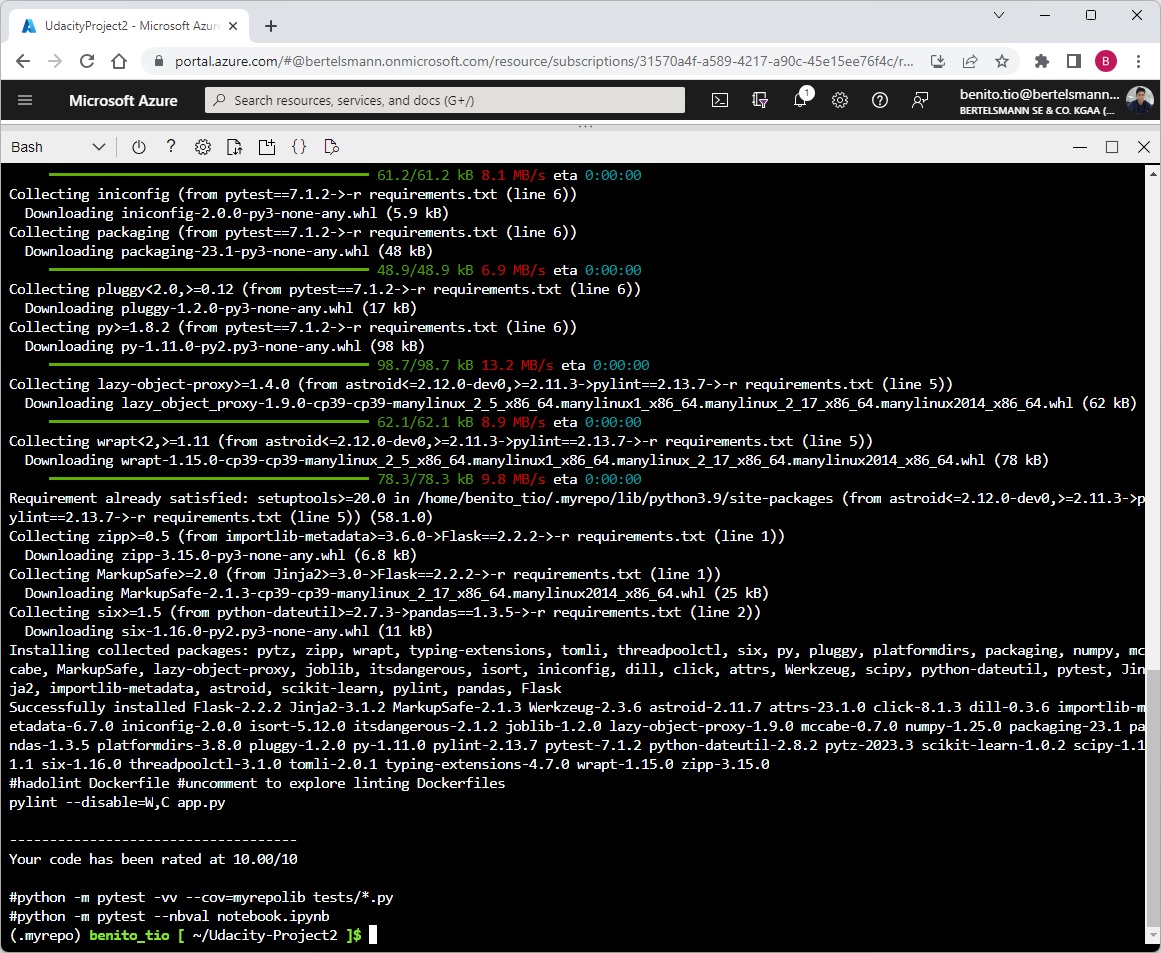 UdacityProject2 - Microsoft Azure
portal.azure.com/#@bertelsmann.onmicrosoft.com/resource/subscriptions/31570a4f-a589-4217-a90c-45e15ee76f4c/r...
B
Microsoft Azure
Search resources, services, and docs (G+/)
1
benito.tio@bertelsmann...
BERTELSMANN SE & CO. KGAA (...
Bash
61.2/61.2 kB 8.1 MB/s eta 0:00:00
Collecting iniconfig (from pytest==7.1.2->-r requirements.txt (line 6))
Downloading iniconfig-2.0.0-py3-none-any.whl (5.9 kB)
Collecting packaging (from pytest==7.1.2->-r requirements.txt (line 6))
Downloading packaging-23.1-py3-none-any.whl (48 kB)
48.9/48.9 kB 6.9 MB/s eta 0:00:00
Collecting pluggy<2.0,>=0.12 (from pytest==7.1.2->-r requirements.txt (line 6))
Downloading pluggy-1.2.0-py3-none-any.whl (17 kB)
Collecting py>=1.8.2 (from pytest==7.1.2->-r requirements.txt (line 6))
Downloading py-1.11.0-py2.py3-none-any.whl (98 kB)
98.7/98.7 kB 13.2 MB/s eta 0:00:00
Collecting lazy-object-proxy>=1.4.0 (from astroid<=2.12.0-dev0,>=2.11.3->pylint==2.13.7->-r requirements.txt (line 5))
Downloading lazy_object_proxy-1.9.0-cp39-cp39-manylinux_2_5_x86_64.manylinux1_x86_64.manylinux_2_17_x86_64.manylinux2014_x86_64.whl (62 kB)
62.1/62.1 kB 8.9 MB/s eta 0:00:00
Collecting wrapt<2,>=1.11 (from astroid<=2.12.0-dev0,>=2.11.3->pylint==2.13.7->-r requirements.txt (line 5))
Downloading wrapt-1.15.0-cp39-cp39-manylinux_2_5_x86_64.manylinux1_x86_64.manylinux_2_17_x86_64.manylinux2014_x86_64.whl (78 kB)
78.3/78.3 kB 9.8 MB/s eta 0:00:00
Requirement already satisfied: setuptools>=20.0 in /home/benito_tio/.myrepo/lib/python3.9/site-packages (from astroid<=2.12.0-dev0,>=2.11.3->p
ylint==2.13.7->-r requirements.txt (line 5)) (58.1.0)
Collecting zipp>=0.5 (from importlib-metadata>=3.6.0->Flask==2.2.2->-r requirements.txt (line 1))
Downloading zipp-3.15.0-py3-none-any.whl (6.8 kB)
Collecting MarkupSafe>=2.0 (from Jinja2>=3.0->Flask==2.2.2->-r requirements.txt (line 1))
Downloading MarkupSafe-2.1.3-cp39-cp39-manylinux_2_17_x86_64.manylinux2014_x86_64.whl (25 kB)
Collecting six>=1.5 (from python-dateutil>=2.7.3->pandas==1.3.5->-r requirements.txt (line 2))
Downloading six-1.16.0-py2.py3-none-any.whl (11 kB)
Installing collected packages: pytz, zipp, wrapt, typing-extensions, tomli, threadpoolctl, six, py, pluggy, platformdirs, packaging, numpy, mc
cabe, MarkupSafe, lazy-object-proxy, joblib, itsdangerous, isort, iniconfig, dill, click, attrs, Werkzeug, scipy, python-dateutil, pytest, Jin
ja2, importlib-metadata, astroid, scikit-learn, pylint, pandas, Flask
Successfully installed Flask-2.2.2 Jinja2-3.1.2 MarkupSafe-2.1.3 Werkzeug-2.3.6 astroid-2.11.7 attrs-23.1.0 click-8.1.3 dill-0.3.6 importlib-m
etadata-6.7.0 iniconfig-2.0.0 isort-5.12.0 itsdangerous-2.1.2 joblib-1.2.0 lazy-object-proxy-1.9.0 mccabe-0.7.0 numpy-1.25.0 packaging-23.1 pa
ndas-1.3.5 platformdirs-3.8.0 pluggy-1.2.0 py-1.11.0 pylint-2.13.7 pytest-7.1.2 python-dateutil-2.8.2 pytz-2023.3 scikit-learn-1.0.2 scipy-1.1
1.1 six-1.16.0 threadpoolctl-3.1.0 tomli-2.0.1 typing-extensions-4.7.0 wrapt-1.15.0 zipp-3.15.0
#hadolint Dockerfile #uncomment to explore linting Dockerfiles
pylint --disable=W,C app.py
------------------------------------
Your code has been rated at 10.00/10
#python -m pytest -vv --cov=myrepolib tests/*.py
#python -m pytest --nbval notebook.ipynb
(.myrepo) benito_tio [ ~/Udacity-Project2 ]$